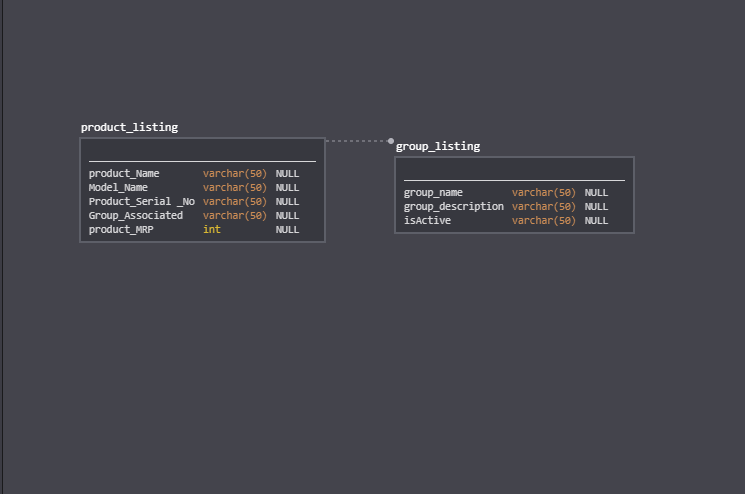 product_listing
product_Name varchar(50) NULL
Model_Name varchar(50) NULL
Product_Serial _No varchar(50) NULL
Group_Associated varchar(50) NULL
product_MRP int NULL
group_listing
group_name varchar(50) NULL
group_description varchar(50) NULL
isActive varchar(50) NULL